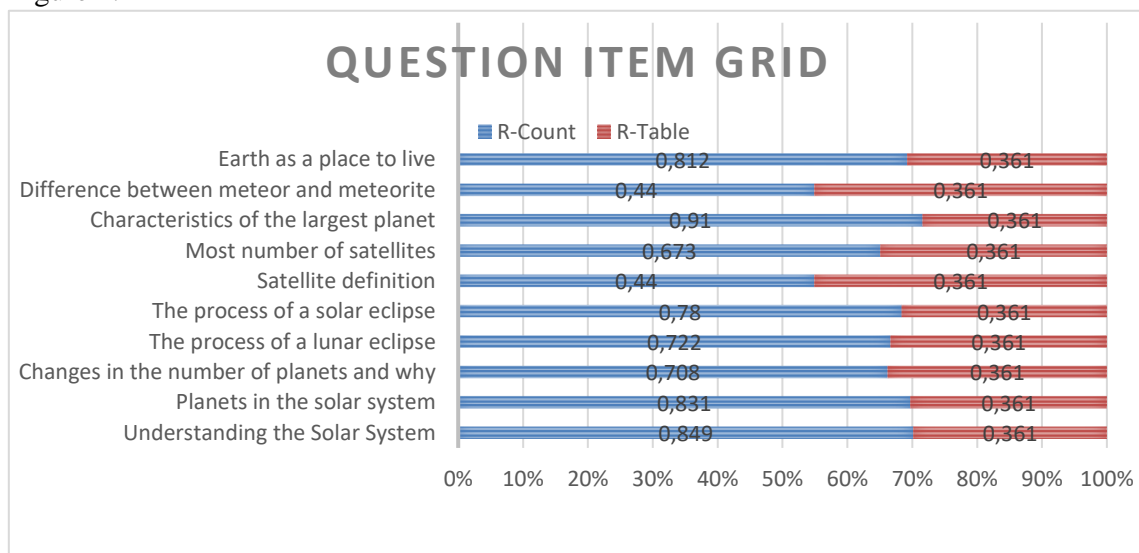 QUESTION ITEM GRID
R-Count R-Table
Earth as a place to live 0,812 0,361
Difference between meteor and meteorite 0,44 0,361
Characteristics of the largest planet 0,91 0,361
Most number of satellites 0,673 0,361
Satellite definition 0,44 0,361
The process of a solar eclipse 0,78 0,361
The process of a lunar eclipse 0,722 0,361
Changes in the number of planets and why 0,708 0,361
Planets in the solar system 0,831 0,361
Understanding the Solar System 0,849 0,361
0% 10% 20% 30% 40% 50% 60% 70% 80% 90% 100%